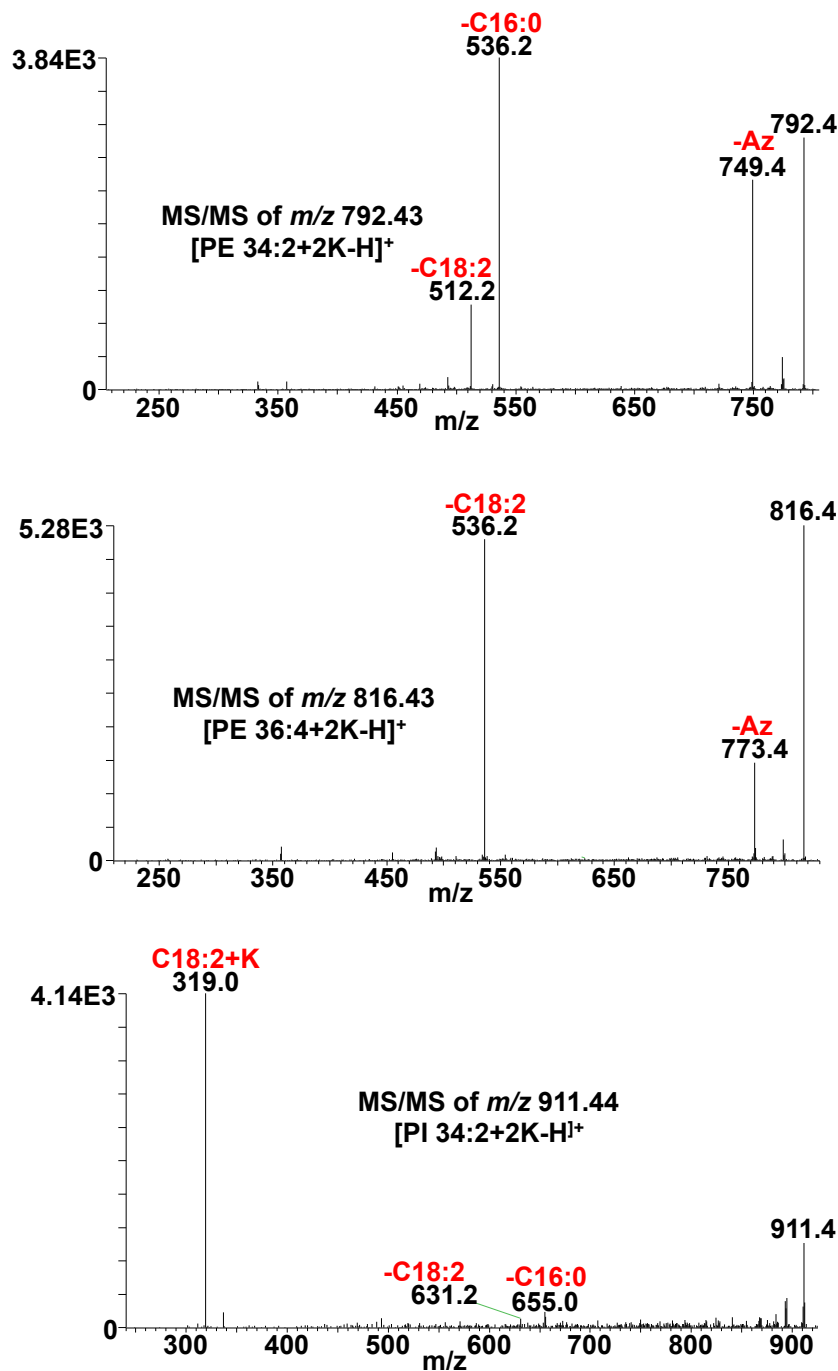 -C16:0
536.2
3.84E3
792.4
-Az
749.4
MS/MS of m/z 792.43
[PE 34:2+2K-H]+
-C18:2
512.2
0
250 350 450 550 650 750
m/z
-C18:2
536.2
5.28E3
816.4
MS/MS of m/z 816.43
[PE 36:4+2K-H]+
-Az
773.4
0
250 350 450 550 650 750
m/z
C18:2+K
319.0
4.14E3
MS/MS of m/z 911.44
[PI 34:2+2K-H]+
911.4
-C18:2
631.2
-C16:0
655.0
0
300 400 500 600 700 800 900
m/z